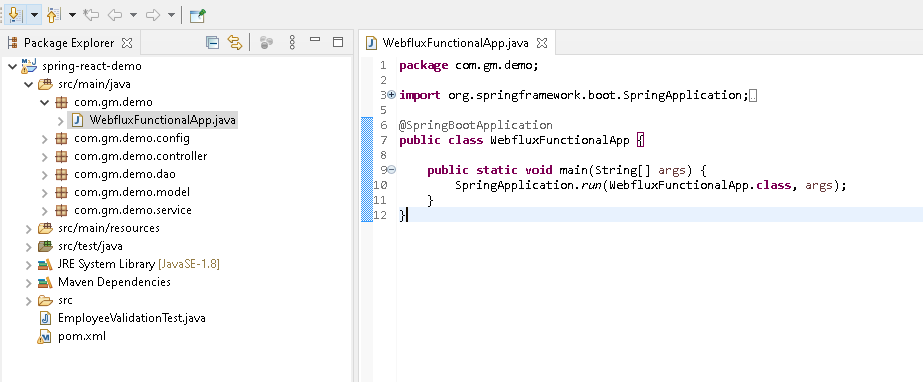 Package Explorer
spring-react-demo
src/main/java
com.gm.demo
WebfluxFunctionalApp.java
com.gm.demo.config
com.gm.demo.controller
com.gm.demo.dao
com.gm.demo.model
com.gm.demo.service
src/main/resources
src/test/java
JRE System Library [JavaSE-1.8]
Maven Dependencies
src
EmployeeValidationTest.java
pom.xml
WebfluxFunctionalApp.java
1 package com.gm.demo;
2
3 import org.springframework.boot.SpringApplication;
5
6 @SpringBootApplication
7 public class WebfluxFunctionalApp {
8
9 public static void main(String[] args) {
10 SpringApplication.run(WebfluxFunctionalApp.class, args);
11 }
12 }